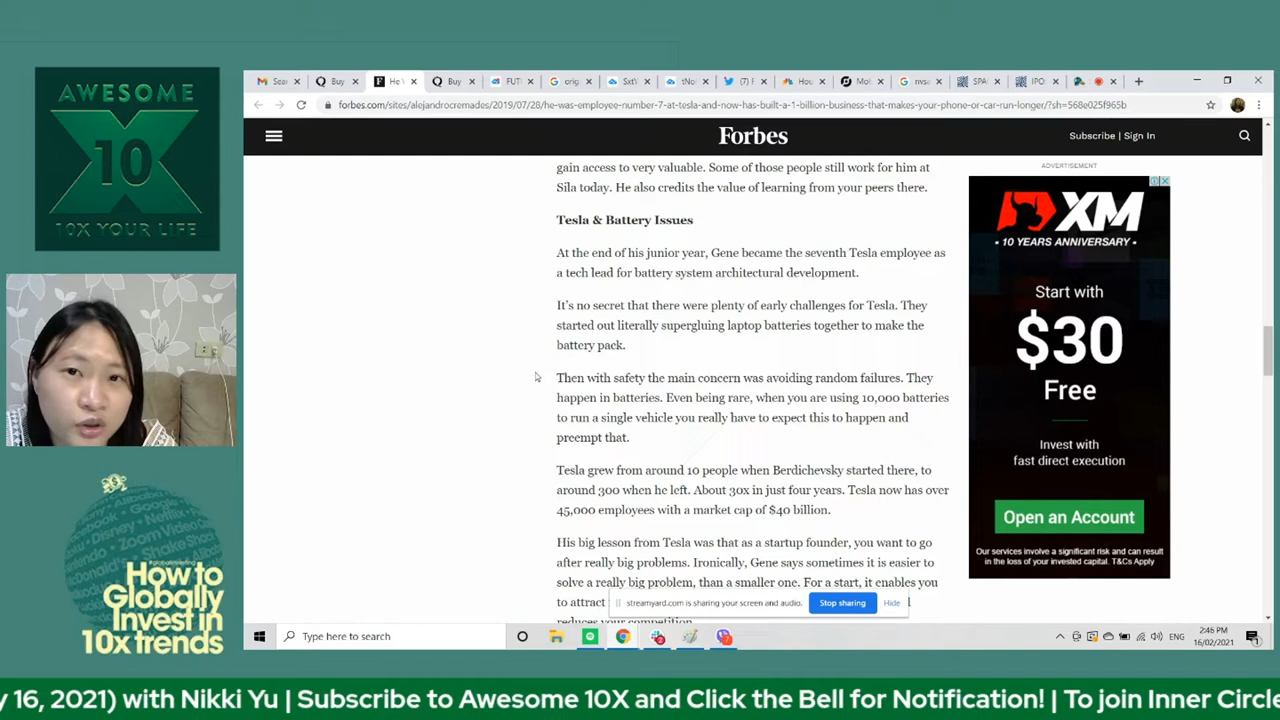 AWESOME
10
10X YOUR LIFE
Buy
FUTU
orig
SixtV
tNo
(7) F
Hou
Mol
SPA
IPO
forbes.com/sites/alejandrocremades/2019/07/28/he-was-employee-number-7-at-tesla-and-now-has-built-a-1-billion-business-that-makes-your-phone-or-car-run-longer/?sh=568e025f965b
Forbes
Subscribe | Sign In
gain access to very valuable. Some of those people still work for him at
Sila today. He also credits the value of learning from your peers there.
Tesla & Battery Issues
At the end of his junior year, Gene became the seventh Tesla employee as
a tech lead for battery system architectural development.
It's no secret that there were plenty of early challenges for Tesla. They
started out literally supergluing laptop batteries together to make the
battery pack.
Then with safety the main concern was avoiding random failures. They
happen in batteries. Even being rare, when you are using 10,000 batteries
to run a single vehicle you really have to expect this to happen and
preempt that.
Tesla grew from around 10 people when Berdichevsky started there, to
around 300 when he left. About 30x in just four years. Tesla now has over
45,000 employees with a market cap of $40 billion.
His big lesson from Tesla was that as a startup founder, you want to go
after really big problems. Ironically, Gene says sometimes it is easier to
solve a really big problem, than a smaller one. For a start, it enables you
to attract
reduces your competition
ADVERTISEMENT
XM
10 YEARS ANNIVERSARY
Start with
$30
Free
Invest with
fast direct execution
Open an Account
Our services involve a significant risk and can result
in the loss of your invested capital. T&Cs Apply
streamyard.com is sharing your screen and audio.
Stop sharing
Hide
Type here to search
ENG
2:46 PM
16/02/2021
#globalinvesting
How to
Globally
Invest in
10x trends
y 16, 2021) with Nikki Yu | Subscribe to Awesome 10X and Click the Bell for Notification! | To join Inner Circle